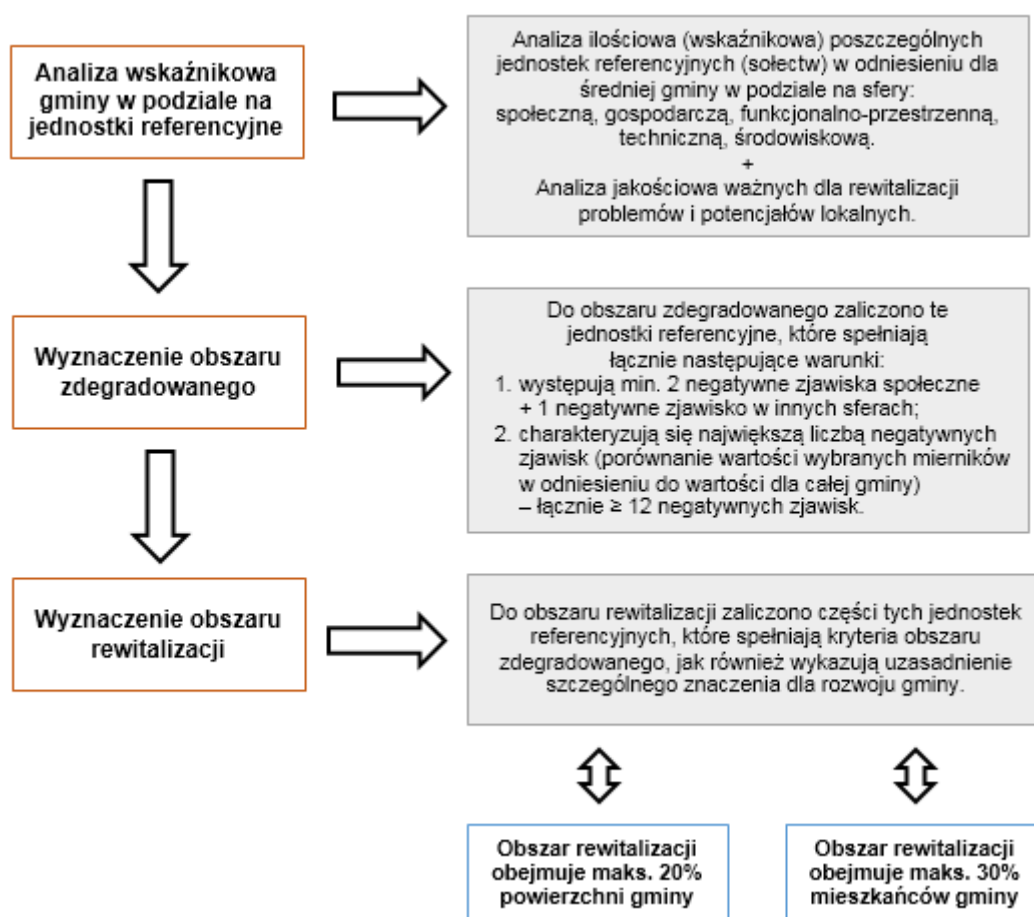 Analiza wskaźnikowa
gminy w podziale na
jednostki referencyjne
Analiza ilościowa (wskaźnikowa) poszczególnych
jednostek referencyjnych (sołectw) w odniesieniu dla
średniej gminy w podziale na sfery:
społeczną, gospodarczą, funkcjonalno-przestrzenną,
techniczną, środowiskową.
+
Analiza jakościowa ważnych dla rewitalizacji
problemów i potencjałów lokalnych.
Wyznaczenie obszaru
zdegradowanego
Do obszaru zdegradowanego zaliczono te
jednostki referencyjne, które spełniają
łącznie następujące warunki:
1. występują min. 2 negatywne zjawiska społeczne
+ 1 negatywne zjawisko w innych sferach;
2. charakteryzują się największą liczbą negatywnych
zjawisk (porównanie wartości wybranych mierników
w odniesieniu do wartości dla całej gminy)
– łącznie ≥ 12 negatywnych zjawisk.
Wyznaczenie obszaru
rewitalizacji
Do obszaru rewitalizacji zaliczono części tych jednostek
referencyjnych, które spełniają kryteria obszaru
zdegradowanego, jak również wykazują uzasadnienie
szczególnego znaczenia dla rozwoju gminy.
Obszar rewitalizacji
obejmuje maks. 20%
powierzchni gminy
Obszar rewitalizacji
obejmuje maks. 30%
mieszkańców gminy